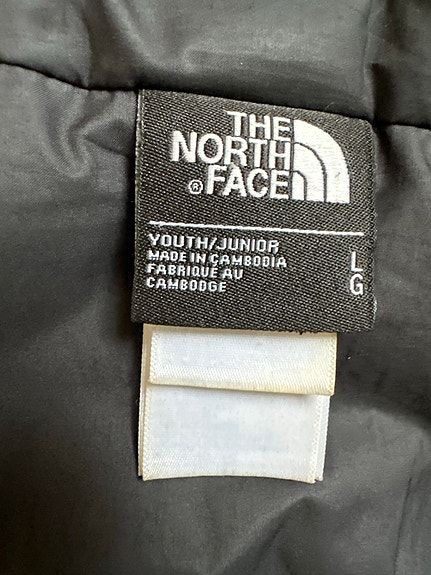 THE
NORTH
® FACE
YOUTH/JUNIOR
MADE IN CAMBODIA
FABRIQUÉ AU
CAMBODGE
L
G